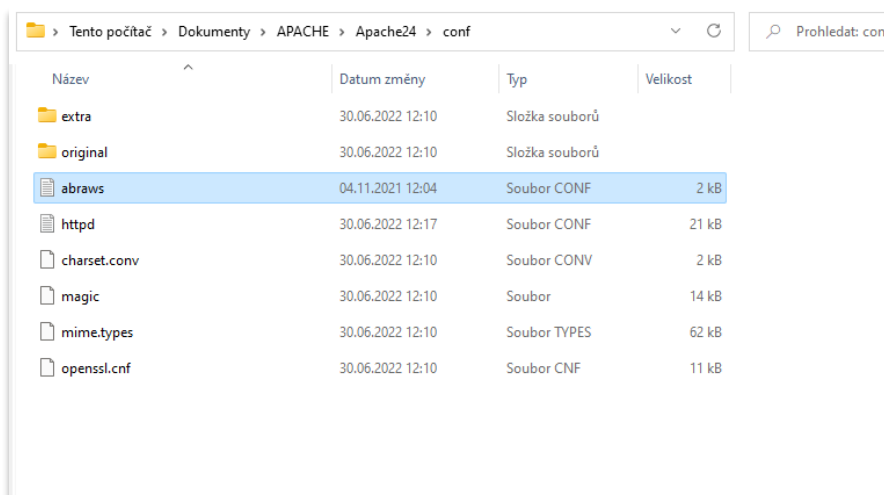 Tento počítač > Dokumenty > APACHE > Apache24 > conf
Prohledat: con
Název Datum změny Typ Velikost
extra 30.06.2022 12:10 Složka souborů
original 30.06.2022 12:10 Složka souborů
abraws 04.11.2021 12:04 Soubor CONF 2 kB
httpd 30.06.2022 12:17 Soubor CONF 21 kB
charset.conv 30.06.2022 12:10 Soubor CONV 2 kB
magic 30.06.2022 12:10 Soubor 14 kB
mime.types 30.06.2022 12:10 Soubor TYPES 62 kB
openssl.cnf 30.06.2022 12:10 Soubor CNF 11 kB